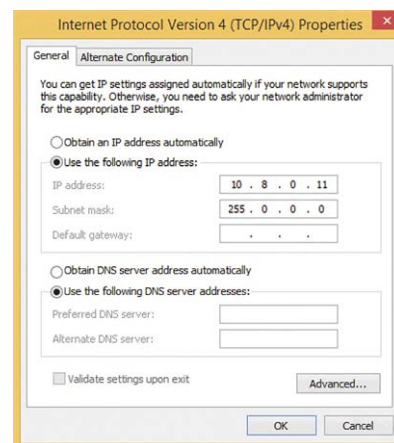 Internet Protocol Version 4 (TCP/IPv4) Properties
General
Alternate Configuration
You can get IP settings assigned automatically if your network supports
this capability. Otherwise, you need to ask your network administrator
for the appropriate IP settings.
Obtain an IP address automatically
Use the following IP address:
IP address: 10 . 8 . 0 . 11
Subnet mask: 255 . 0 . 0 . 0
Default gateway: . . .
Obtain DNS server address automatically
Use the following DNS server addresses:
Preferred DNS server:
Alternate DNS server:
Validate settings upon exit
Advanced...
OK
Cancel